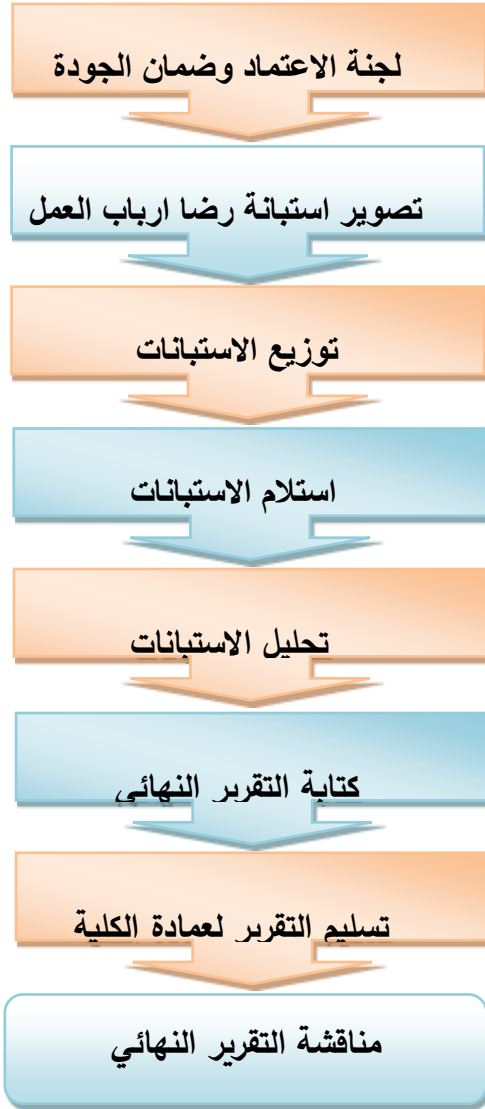 لجنة الاعتماد وضمان الجودة
تصوير استبانة رضا ارباب العمل
توزيع الاستبانات
استلام الاستبانات
تحليل الاستبانات
كتابة التقرير النهائي
تسليم التقرير لعمادة الكلية
مناقشة التقرير النهائي